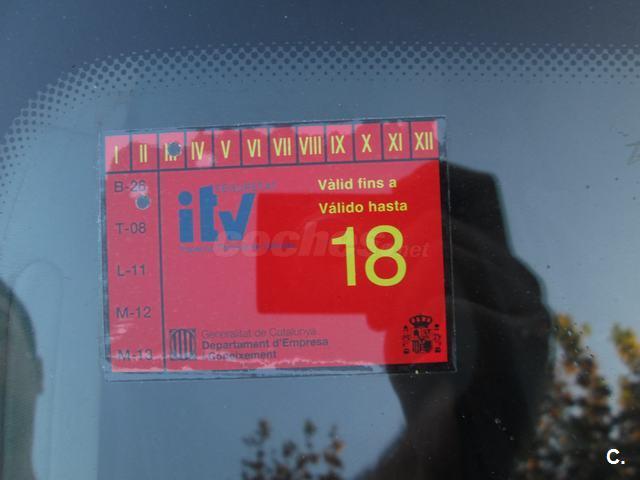 I II III IV V VI VII VIII IX X XI XII
B-26
T-08
L-11
M-12
M-13
itv
Vàlid fins a
Válido hasta
18
coches.net
Generalitat de Catalunya
Departament d'Empresa
i Coneixement
C.